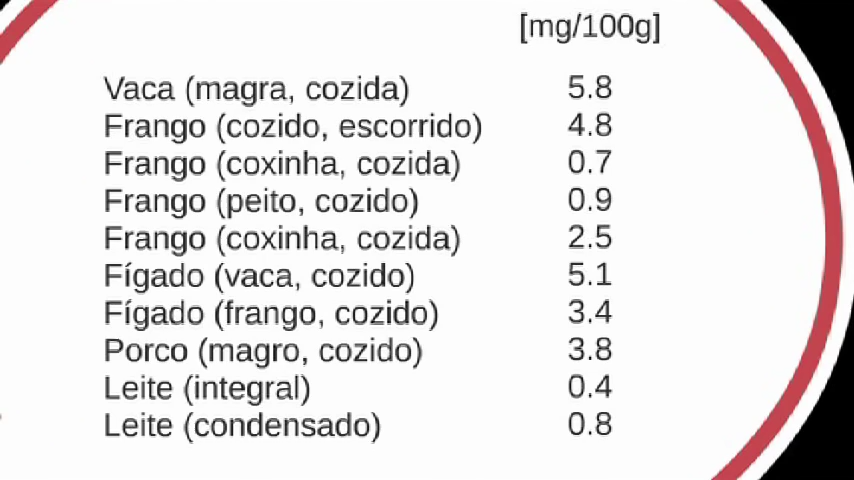 [mg/100g]
Vaca (magra, cozida) 5.8
Frango (cozido, escorrido) 4.8
Frango (coxinha, cozida) 0.7
Frango (peito, cozido) 0.9
Frango (coxinha, cozida) 2.5
Fígado (vaca, cozido) 5.1
Fígado (frango, cozido) 3.4
Porco (magro, cozido) 3.8
Leite (integral) 0.4
Leite (condensado) 0.8